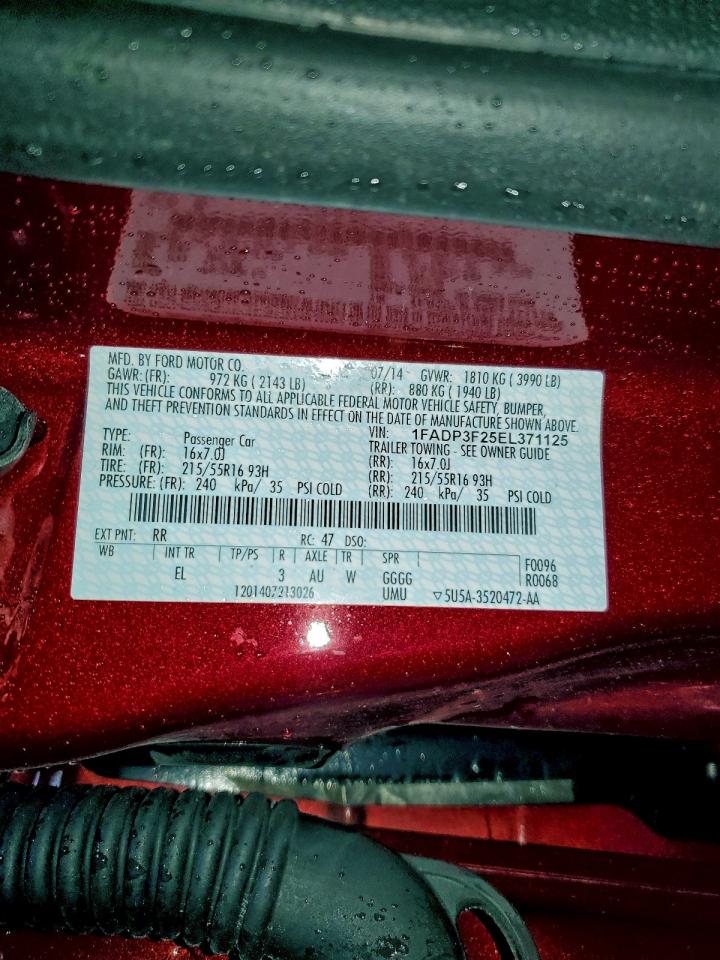 MFD. BY FORD MOTOR CO. 07/14 GVWR: 1810 KG ( 3990 LB)
GAWR: (FR): 972 KG ( 2143 LB) (RR): 880 KG ( 1940 LB)
THIS VEHICLE CONFORMS TO ALL APPLICABLE FEDERAL MOTOR VEHICLE SAFETY, BUMPER,
AND THEFT PREVENTION STANDARDS IN EFFECT ON THE DATE OF MANUFACTURE SHOWN ABOVE.
VIN: 1FADP3F25EL371125
TYPE: Passenger Car TRAILER TOWING - SEE OWNER GUIDE
RIM: (FR): 16x7.0J (RR): 16x7.0J
TIRE: (FR): 215/55R16 93H (RR): 215/55R16 93H
PRESSURE: (FR): 240 kPa/ 35 PSI COLD (RR): 240 kPa/ 35 PSI COLD
EXT PNT: RR RC: 47 DSO:
WB INT TR TP/PS R AXLE TR SPR F0096
EL 3 AU W GGGG R0068
1201407213026 UMU ▽5U5A-3520472-AA